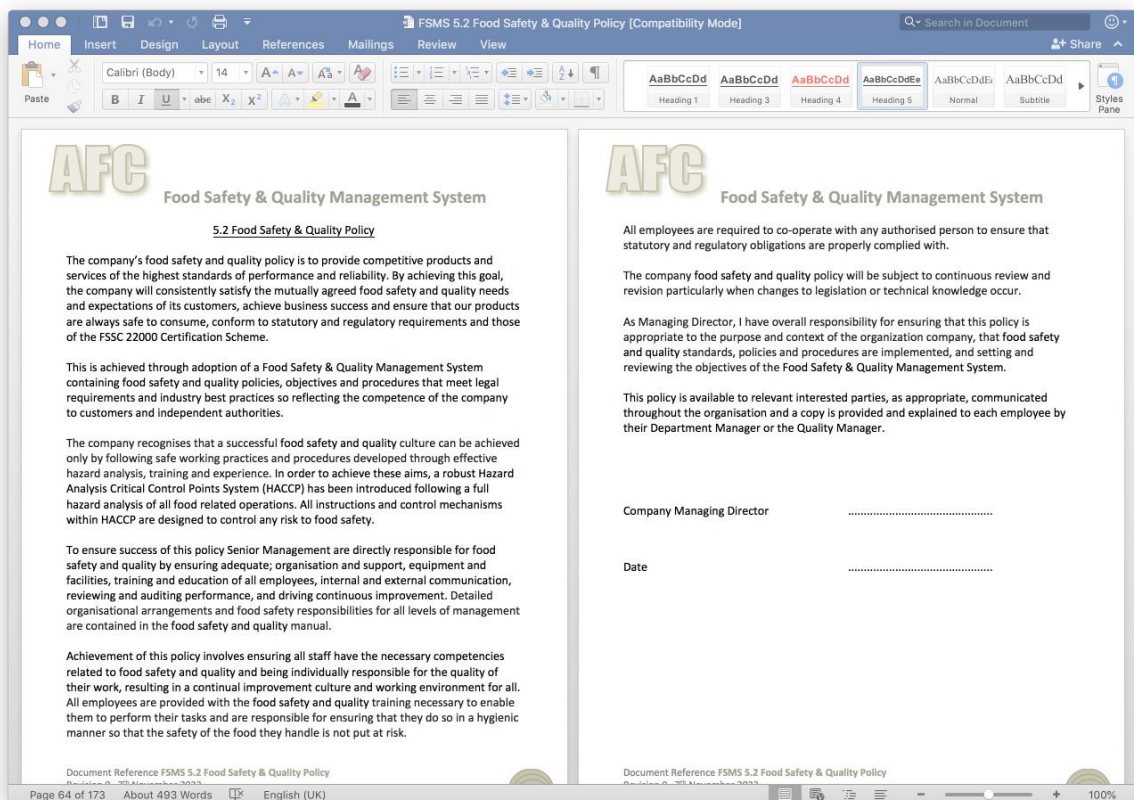 FSMS 5.2 Food Safety & Quality Policy [Compatibility Mode]
Search in Document
Home Insert Design Layout References Mailings Review View
Share
Paste
Calibri (Body) 14
AaBbCcDd AaBbCcDd AaBbCcDd AaBbCcDdEe AaBbCcDdEe AaBbCcDd
Heading 1 Heading 3 Heading 4 Heading 5 Normal Subtitle
Styles
Pane
B I U abc X₂ X² A A
AFC
Food Safety & Quality Management System
5.2 Food Safety & Quality Policy
The company’s food safety and quality policy is to provide competitive products and
services of the highest standards of performance and reliability. By achieving this goal,
the company will consistently satisfy the mutually agreed food safety and quality needs
and expectations of its customers, achieve business success and ensure that our products
are always safe to consume, conform to statutory and regulatory requirements and those
of the FSSC 22000 Certification Scheme.
This is achieved through adoption of a Food Safety & Quality Management System
containing food safety and quality policies, objectives and procedures that meet legal
requirements and industry best practices so reflecting the competence of the company
to customers and independent authorities.
The company recognises that a successful food safety and quality culture can be achieved
only by following safe working practices and procedures developed through effective
hazard analysis, training and experience. In order to achieve these aims, a robust Hazard
Analysis Critical Control Points System (HACCP) has been introduced following a full
hazard analysis of all food related operations. All instructions and control mechanisms
within HACCP are designed to control any risk to food safety.
To ensure success of this policy Senior Management are directly responsible for food
safety and quality by ensuring adequate; organisation and support, equipment and
facilities, training and education of all employees, internal and external communication,
reviewing and auditing performance, and driving continuous improvement. Detailed
organisational arrangements and food safety responsibilities for all levels of management
are contained in the food safety and quality manual.
Achievement of this policy involves ensuring all staff have the necessary competencies
related to food safety and quality and being individually responsible for the quality of
their work, resulting in a continual improvement culture and working environment for all.
All employees are provided with the food safety and quality training necessary to enable
them to perform their tasks and are responsible for ensuring that they do so in a hygienic
manner so that the safety of the food they handle is not put at risk.
Document Reference FSMS 5.2 Food Safety & Quality Policy
AFC
Food Safety & Quality Management System
All employees are required to co-operate with any authorised person to ensure that
statutory and regulatory obligations are properly complied with.
The company food safety and quality policy will be subject to continuous review and
revision particularly when changes to legislation or technical knowledge occur.
As Managing Director, I have overall responsibility for ensuring that this policy is
appropriate to the purpose and context of the organization company, that food safety
and quality standards, policies and procedures are implemented, and setting and
reviewing the objectives of the Food Safety & Quality Management System.
This policy is available to relevant interested parties, as appropriate, communicated
throughout the organisation and a copy is provided and explained to each employee by
their Department Manager or the Quality Manager.
Company Managing Director ................................................
Date ................................................
Document Reference FSMS 5.2 Food Safety & Quality Policy
Page 64 of 173 About 493 Words English (UK) 100%